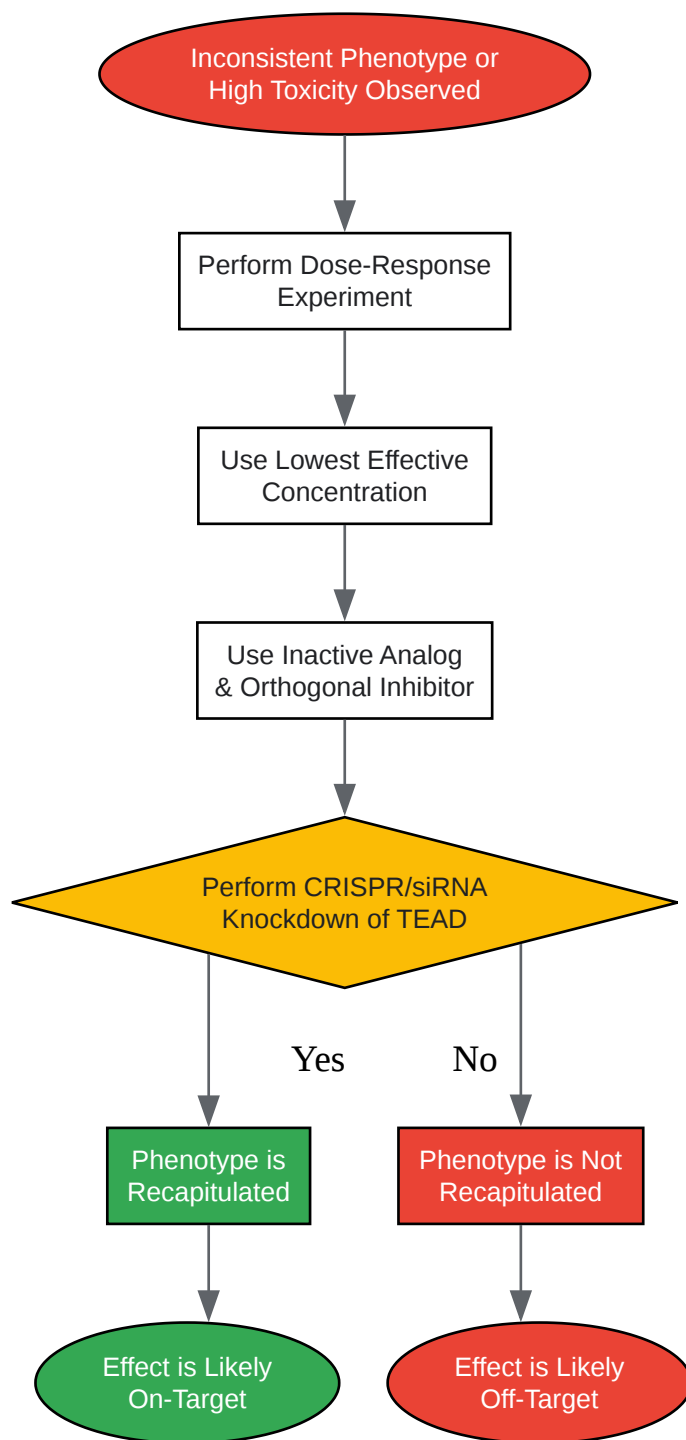 Inconsistent Phenotype or
High Toxicity Observed
Perform Dose-Response
Experiment
Use Lowest Effective
Concentration
Use Inactive Analog
& Orthogonal Inhibitor
Perform CRISPR/siRNA
Knockdown of TEAD
Yes
No
Phenotype is
Recapitulated
Phenotype is Not
Recapitulated
Effect is Likely
On-Target
Effect is Likely
Off-Target